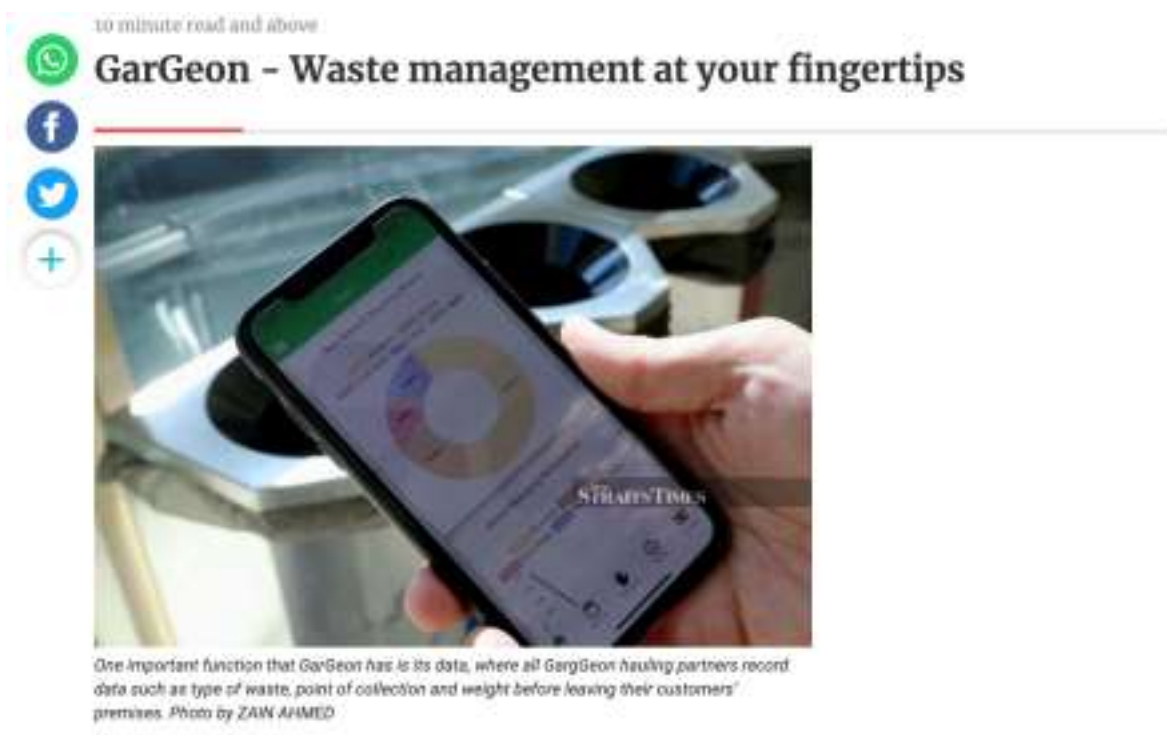 10 minute read and above
GarGeon - Waste management at your fingertips
STRAITS TIMES
One important function that GarGeon has is its data, where all GargGeon hauling partners record
data such as type of waste, point of collection and weight before leaving their customers'
premises. Photo by ZAIN AHMED